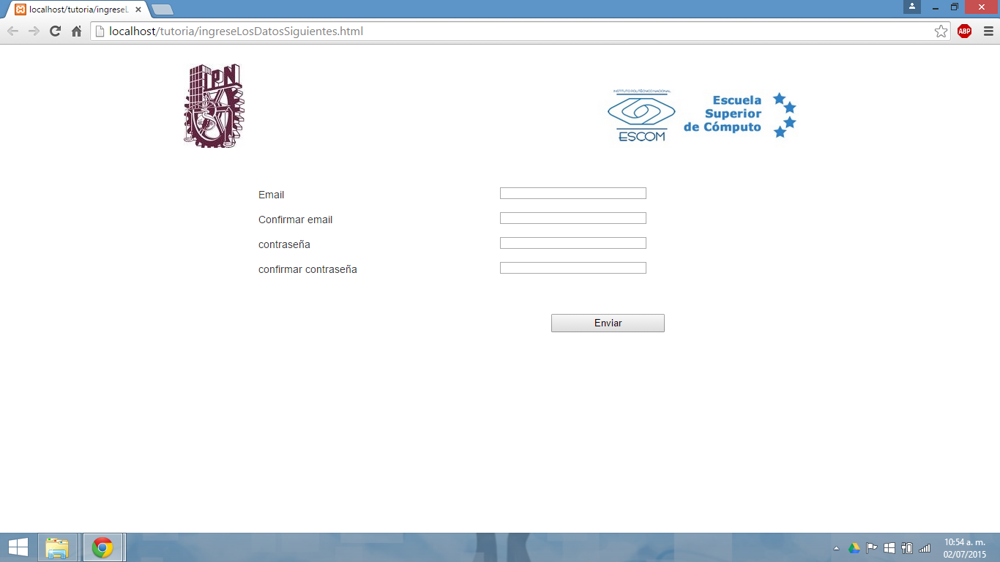 localhost/tutoria/ingreseL
localhost/tutoria/ingreseLosDatosSiguientes.html
ABP
IPN
INSTITUTO POLITÉCNICO NACIONAL
ESCOM
Escuela
Superior
de Cómputo
Email
Confirmar email
contraseña
confirmar contraseña
Enviar
10:54 a. m.
02/07/2015